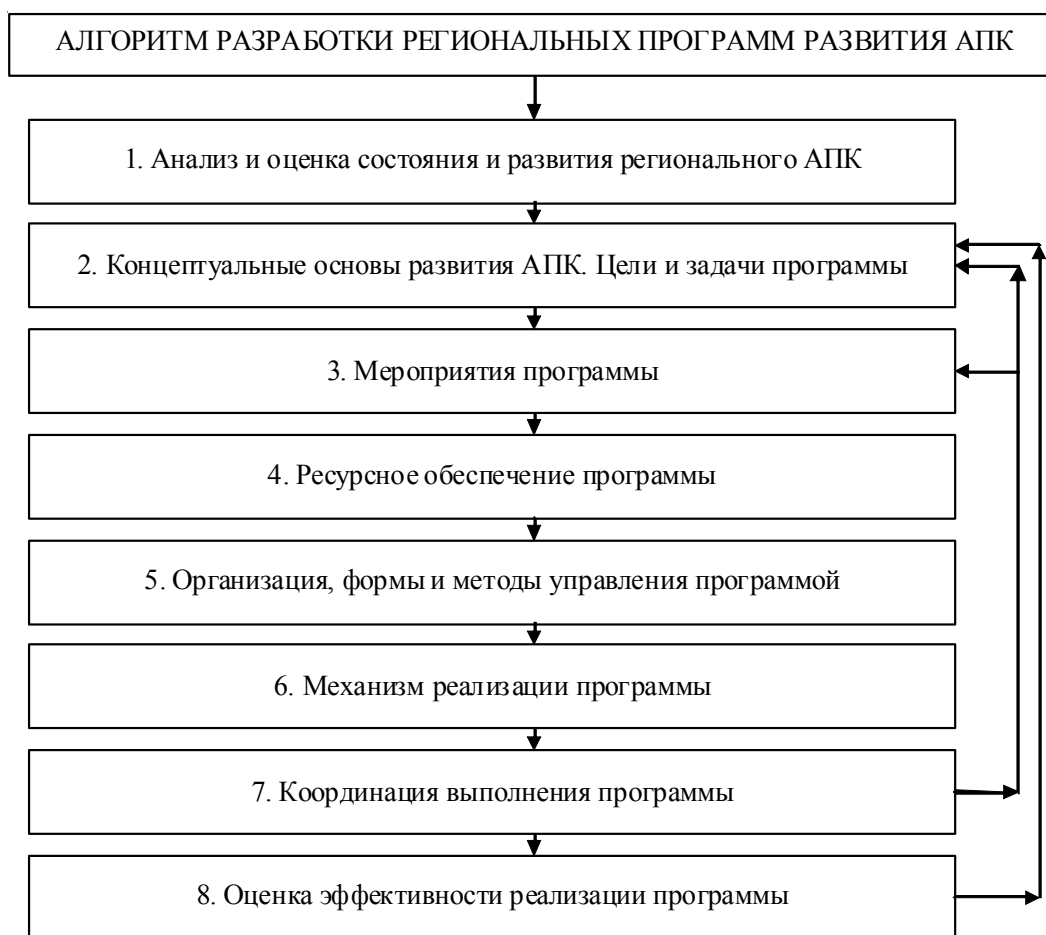 АЛГОРИТМ РАЗРАБОТКИ РЕГИОНАЛЬНЫХ ПРОГРАММ РАЗВИТИЯ АПК
1. Анализ и оценка состояния и развития регионального АПК
2. Концептуальные основы развития АПК. Цели и задачи программы
3. Мероприятия программы
4. Ресурсное обеспечение программы
5. Организация, формы и методы управления программой
6. Механизм реализации программы
7. Координация выполнения программы
8. Оценка эффективности реализации программы